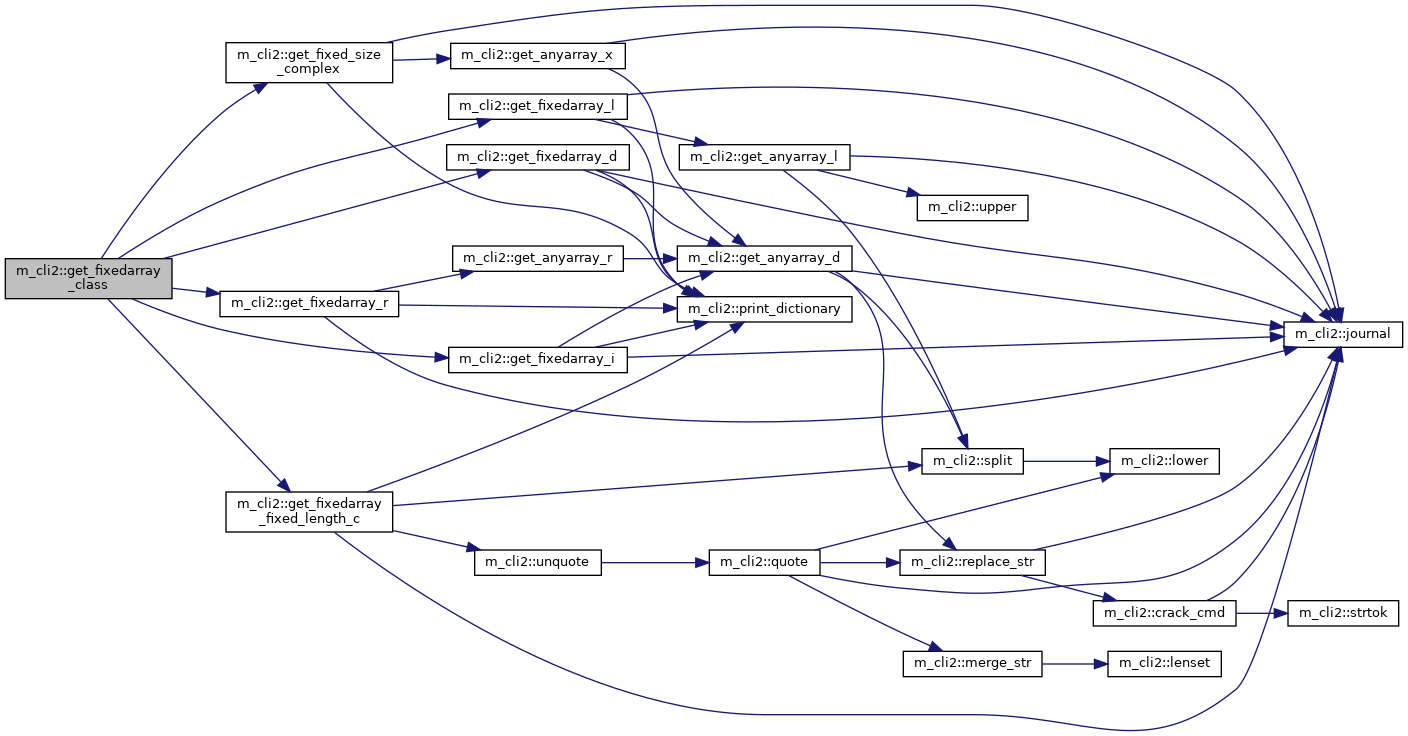 m_cli2::get_fixed_size
_complex
m_cli2::get_anyarray_x
m_cli2::get_fixedarray_l
m_cli2::get_fixedarray_d
m_cli2::get_anyarray_l
m_cli2::upper
m_cli2::get_fixedarray
_class
m_cli2::get_anyarray_r
m_cli2::get_anyarray_d
m_cli2::get_fixedarray_r
m_cli2::print_dictionary
m_cli2::journal
m_cli2::get_fixedarray_i
m_cli2::split
m_cli2::lower
m_cli2::get_fixedarray
_fixed_length_c
m_cli2::unquote
m_cli2::quote
m_cli2::replace_str
m_cli2::crack_cmd
m_cli2::strtok
m_cli2::merge_str
m_cli2::lenset